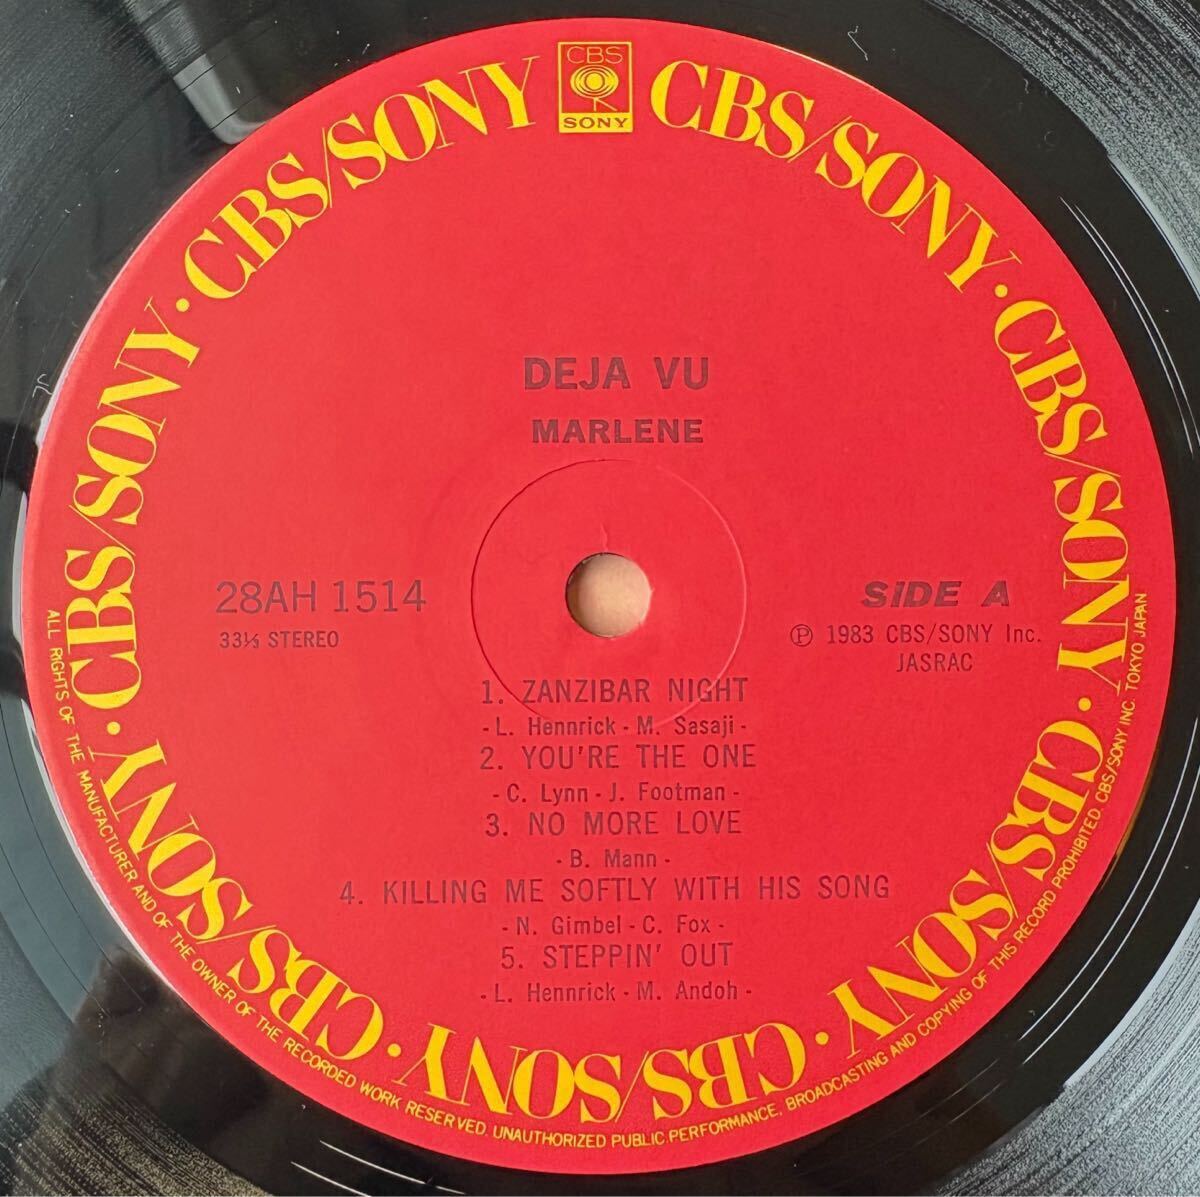 CBS
SONY
CBS/SONY · CBS/SONY · CBS/SONY · CBS/SONY · CBS/SONY · CBS/SONY · CBS/SONY · CBS/SONY · CBS/SONY · CBS/SONY
DEJA VU
MARLENE
28AH 1514
33⅓ STEREO
SIDE A
℗ 1983 CBS/SONY Inc.
JASRAC
1. ZANZIBAR NIGHT
- L. Hennrick - M. Sasaji -
2. YOU'RE THE ONE
- C. Lynn - J. Footman -
3. NO MORE LOVE
- B. Mann -
4. KILLING ME SOFTLY WITH HIS SONG
- N. Gimbel - C. Fox -
5. STEPPIN' OUT
- L. Hennrick - M. Andoh -
ALL RIGHTS OF THE MANUFACTURER AND OF THE OWNER OF THE RECORDED WORK RESERVED. UNAUTHORIZED PUBLIC PERFORMANCE, BROADCASTING AND COPYING OF THIS RECORD PROHIBITED. CBS/SONY INC. TOKYO JAPAN